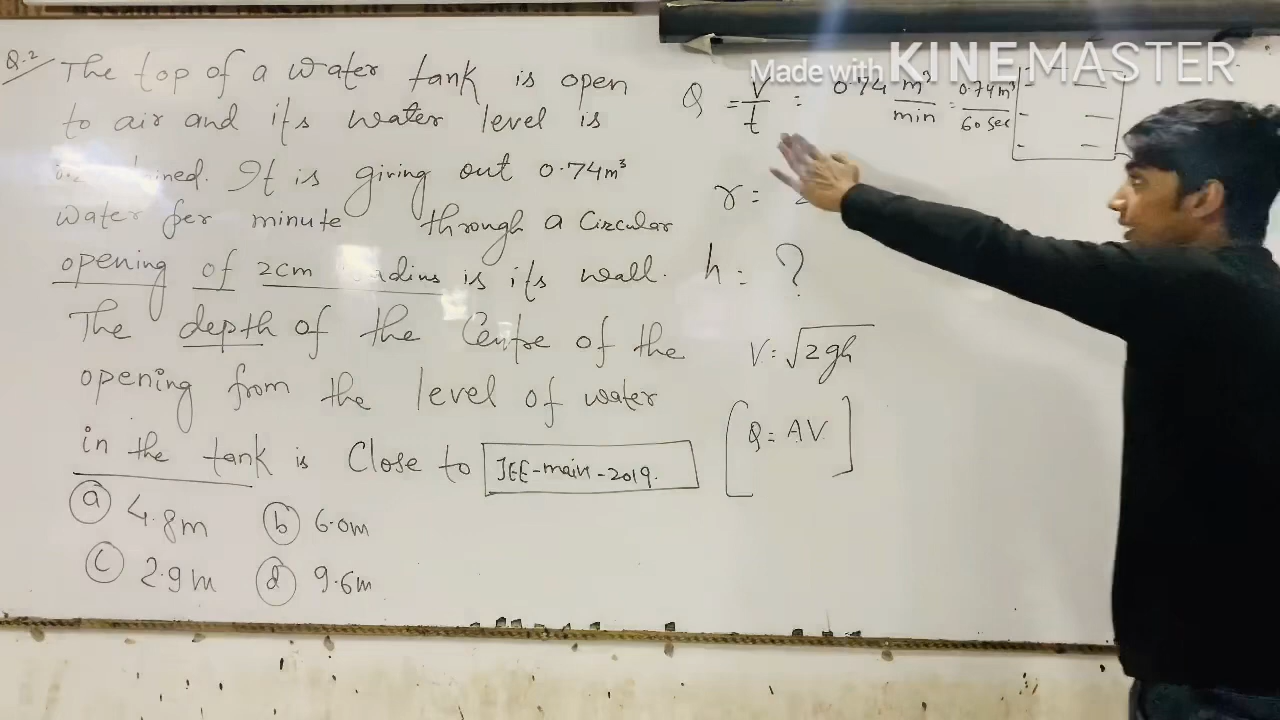 Q.2 The top of a water tank is open
to air and its water level is
ined. It is giving out 0.74m³
water per minute through a Circular
opening of 2cm radius is its wall.
The depth of the Centre of the
opening from the level of water
in the tank is Close to JEE-main-2019.
(a) 4.8m (b) 6.0m
(c) 2.9m (d) 9.6m
Made with KINEMASTER
Q = V/t = 0.74 m³/min = 0.74m³/60 sec
r =
h = ?
V = √2gh
[Q = AV]